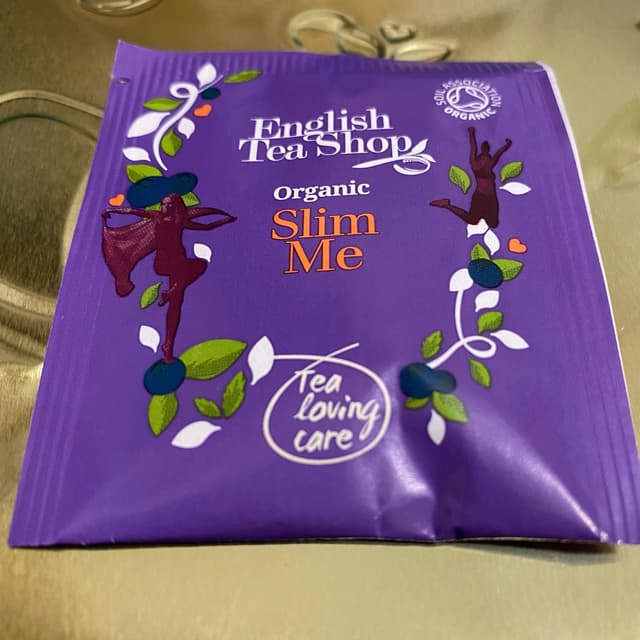 English
Tea Shop
SOIL ASSOCIATION
ORGANIC
Organic
Slim
Me
Tea
loving
care